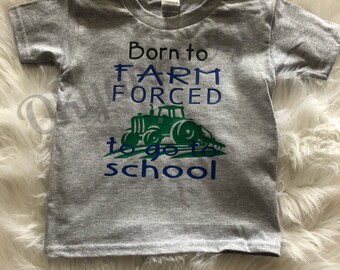 Born to
FARM
FORCED
to go to
school